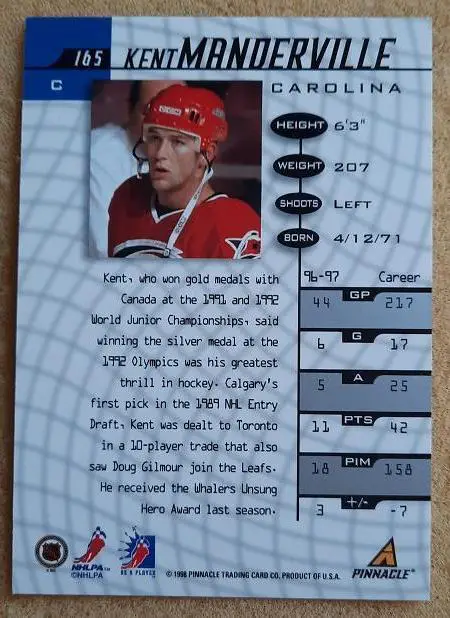 165 KENT MANDERVILLE
C
CAROLINA
HEIGHT 6'3"
WEIGHT 207
SHOOTS LEFT
BORN 4/12/71
Kent, who won gold medals with
Canada at the 1991 and 1992
World Junior Championships, said
winning the silver medal at the
1992 Olympics was his greatest
thrill in hockey. Calgary's
first pick in the 1989 NHL Entry
Draft, Kent was dealt to Toronto
in a 10-player trade that also
saw Doug Gilmour join the Leafs.
He received the Whalers Unsung
Hero Award last season.
96-97 Career
44 GP 217
6 G 17
5 A 25
11 PTS 42
18 PIM 158
3 +/- -7
NHLPA
©NHLPA
BE A PLAYER
© 1998 PINNACLE TRADING CARD CO. PRODUCT OF U.S.A.
PINNACLE